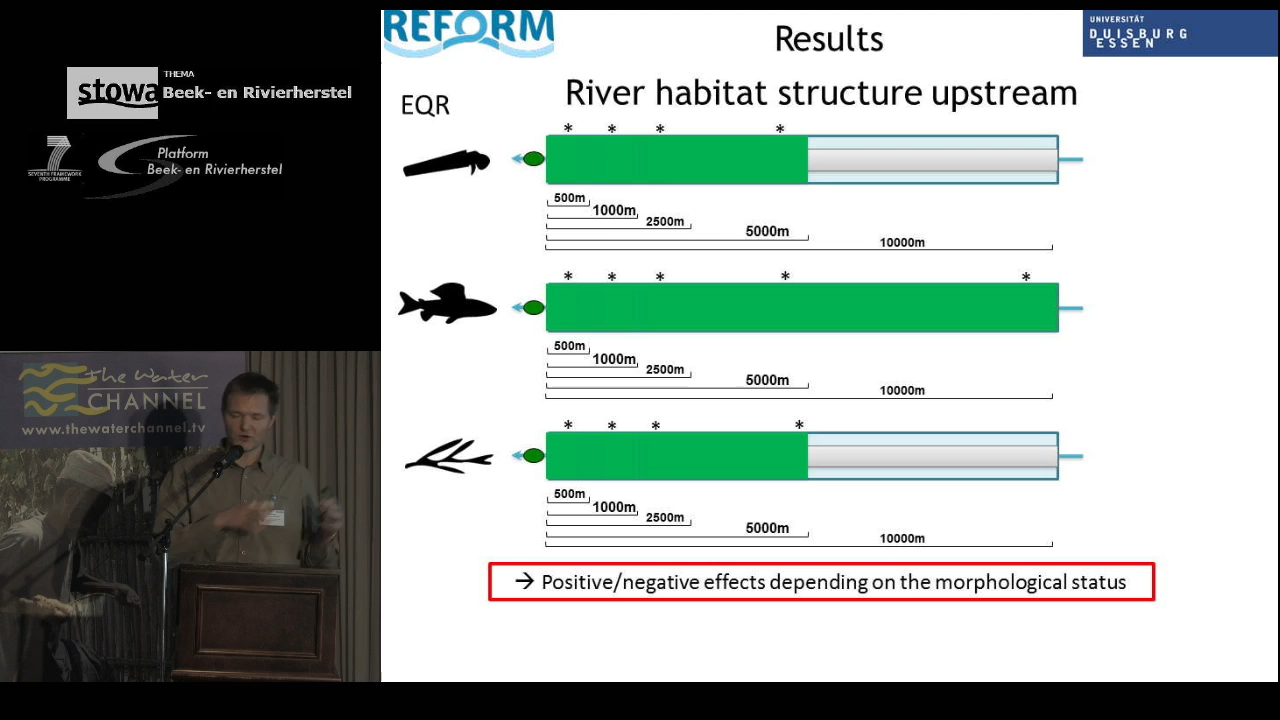 stowa
THEMA
Beek- en Rivierherstel
SEVENTH FRAMEWORK
PROGRAMME
Platform
Beek- en Rivierherstel
the water
CHANNEL
www.thewaterchannel.tv
REFORM
Results
UNIVERSITÄT
DUISBURG
ESSEN
River habitat structure upstream
EQR
* * * *
500m
1000m
2500m
5000m
10000m
* * * * *
500m
1000m
2500m
5000m
10000m
* * * *
500m
1000m
2500m
5000m
10000m
→ Positive/negative effects depending on the morphological status